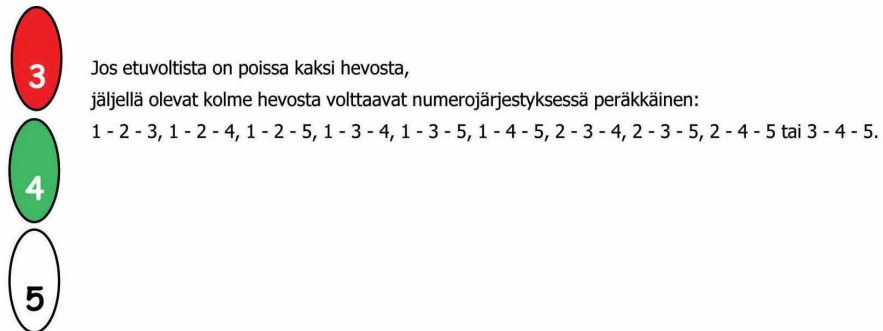 3
Jos etuvoltista on poissa kaksi hevosta,
jäljellä olevat kolme hevosta volttaavat numerojärjestyksessä peräkkäinen:
1 - 2 - 3, 1 - 2 - 4, 1 - 2 - 5, 1 - 3 - 4, 1 - 3 - 5, 1 - 4 - 5, 2 - 3 - 4, 2 - 3 - 5, 2 - 4 - 5 tai 3 - 4 - 5.
4
5